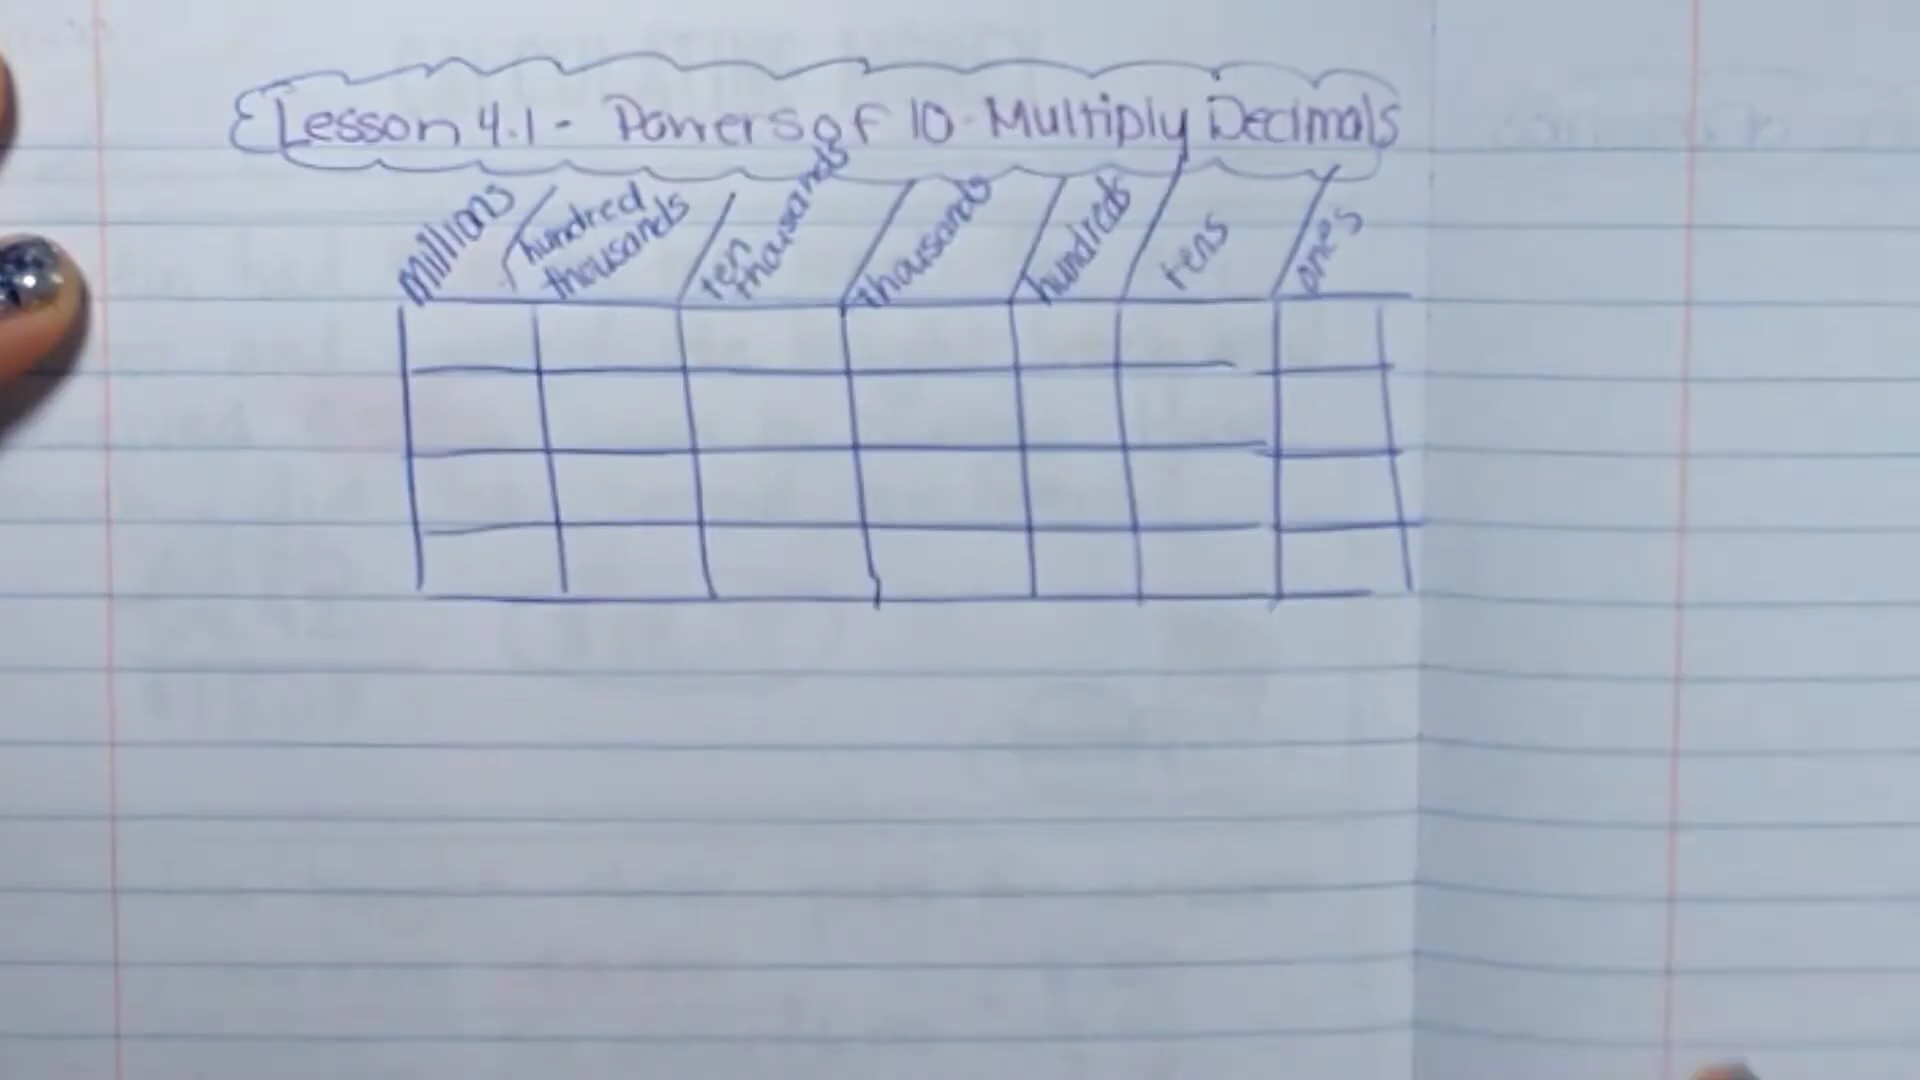 Lesson 4.1 - Powers of 10 - Multiply Decimals
millions
hundred
thousands
ten
thousands
thousands
hundreds
tens
ones